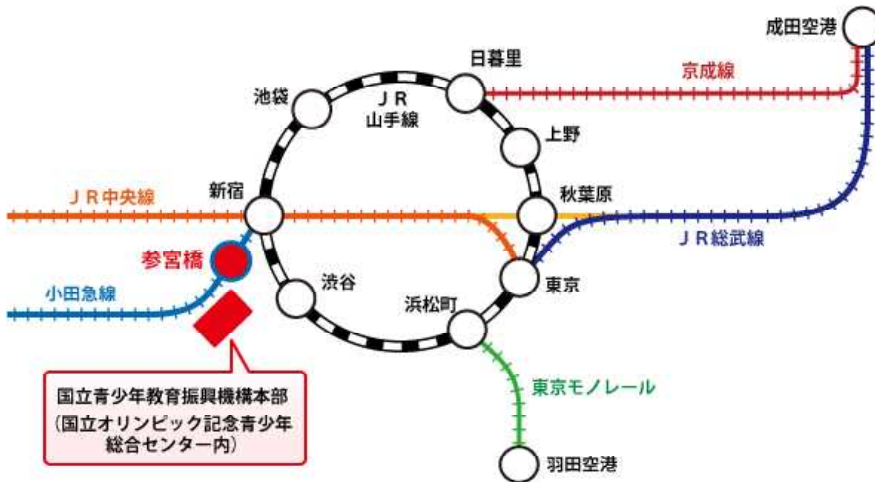 成田空港
日暮里
京成線
池袋
ＪＲ
山手線
上野
新宿
秋葉原
ＪＲ中央線
ＪＲ総武線
参宮橋
小田急線
渋谷
浜松町
東京
国立青少年教育振興機構本部
（国立オリンピック記念青少年
総合センター内）
東京モノレール
羽田空港